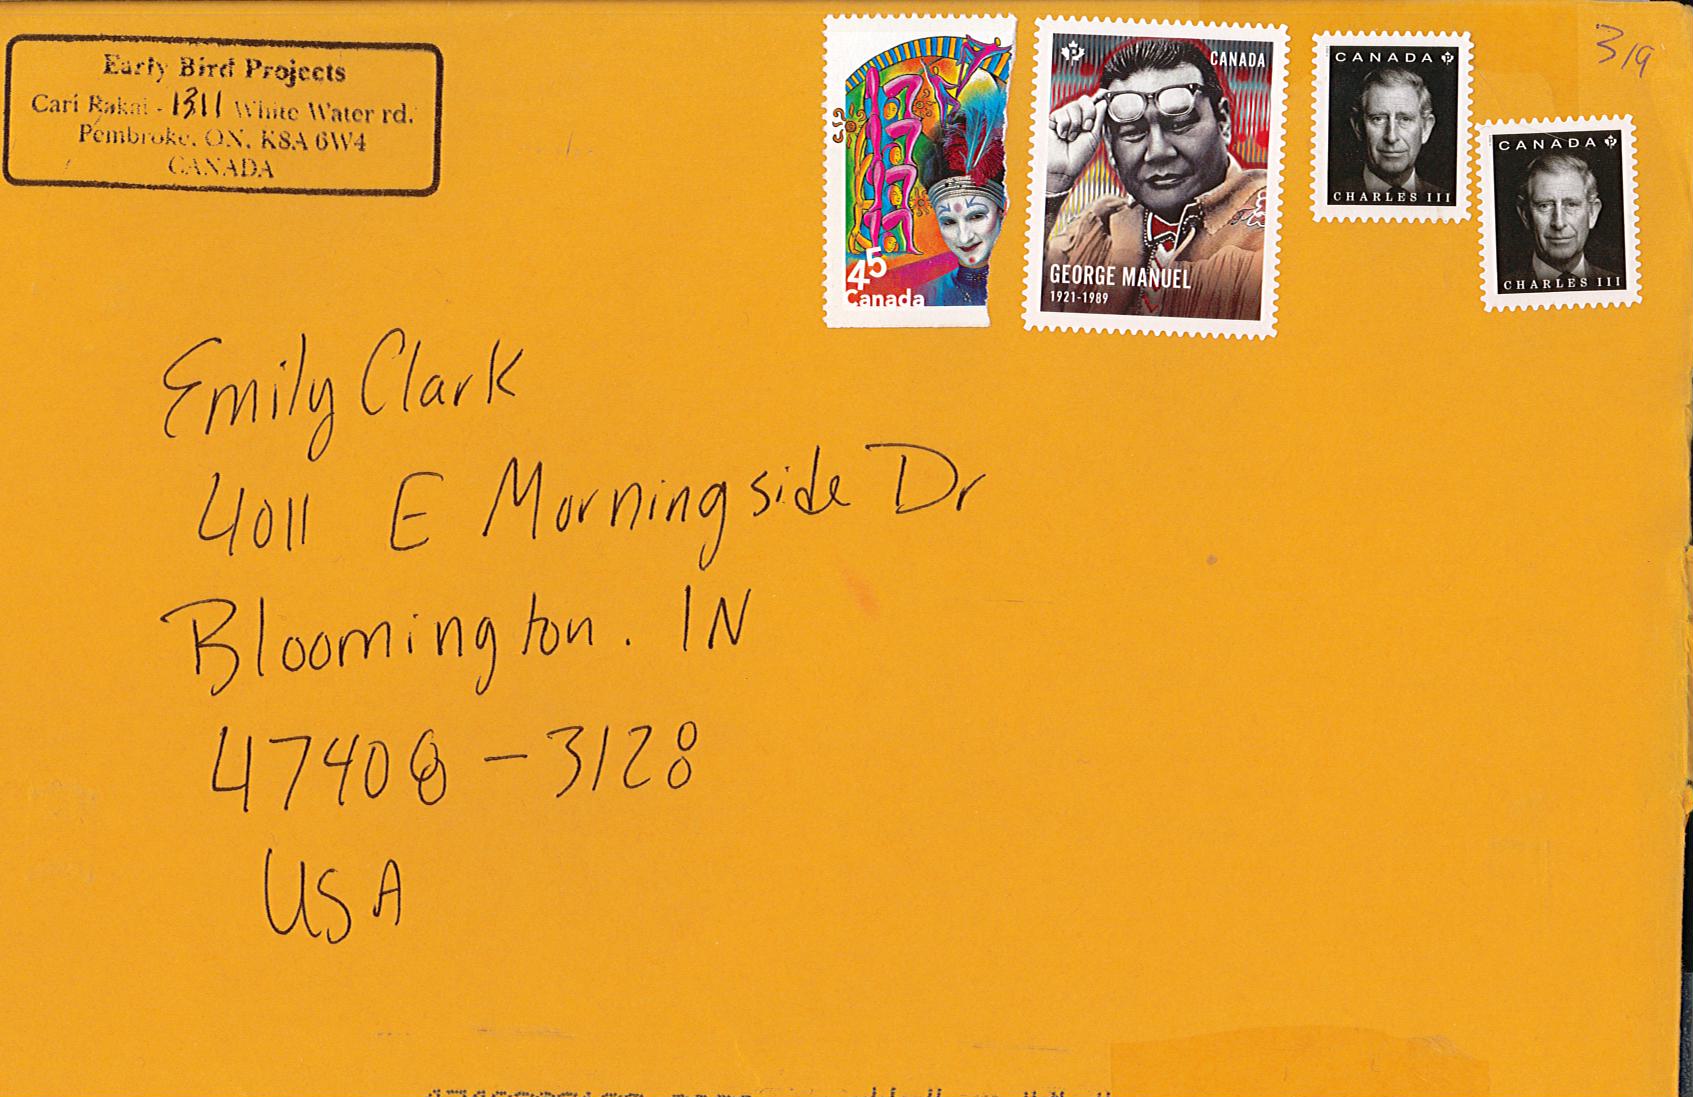 Early Bird Projects
Cari Rakai - 1311 White Water rd.
Pembroke, ON, K8A 6W4
CANADA
45
Canada
CANADA
GEORGE MANUEL
1921-1989
CANADA P
CHARLES III
CANADA P
CHARLES III
3/9
Emily Clark
4011 E Morningside Dr
Bloomington. IN
47408-3128
USA